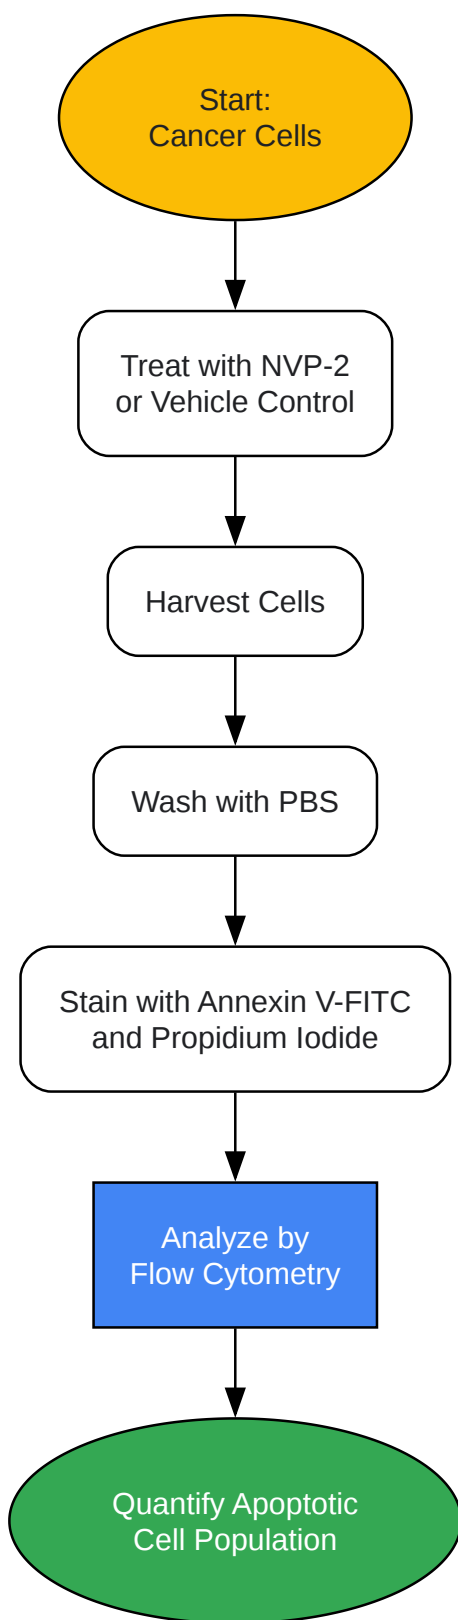 Start:
Cancer Cells
Treat with NVP-2
or Vehicle Control
Harvest Cells
Wash with PBS
Stain with Annexin V-FITC
and Propidium Iodide
Analyze by
Flow Cytometry
Quantify Apoptotic
Cell Population